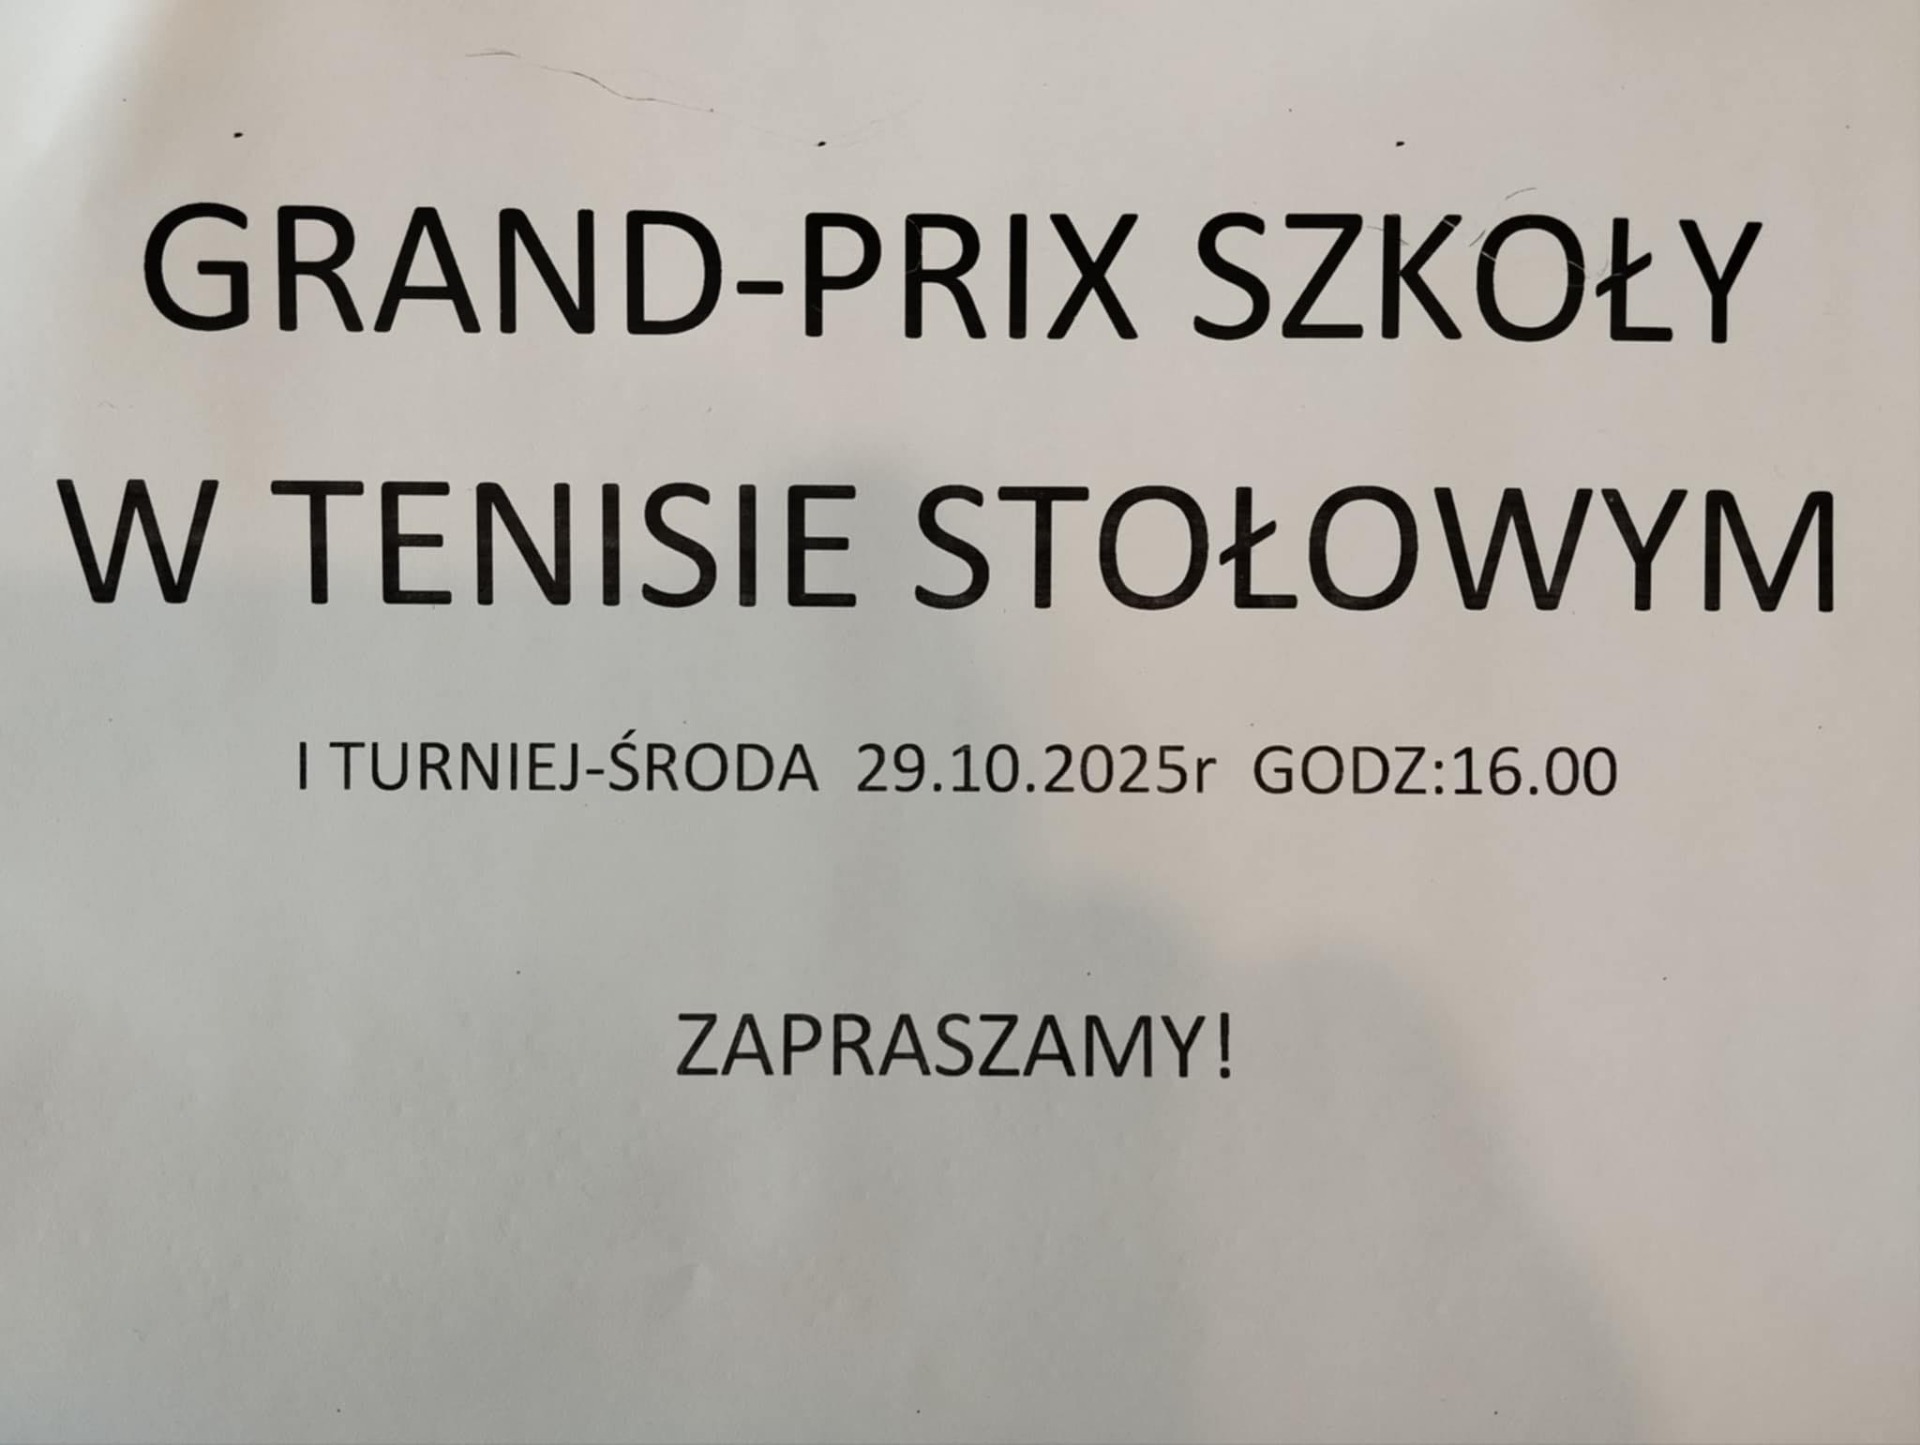 GRAND-PRIX SZKOŁY
W TENISIE STOŁOWYM
I TURNIEJ-ŚRODA 29.10.2025r GODZ:16.00
ZAPRASZAMY!